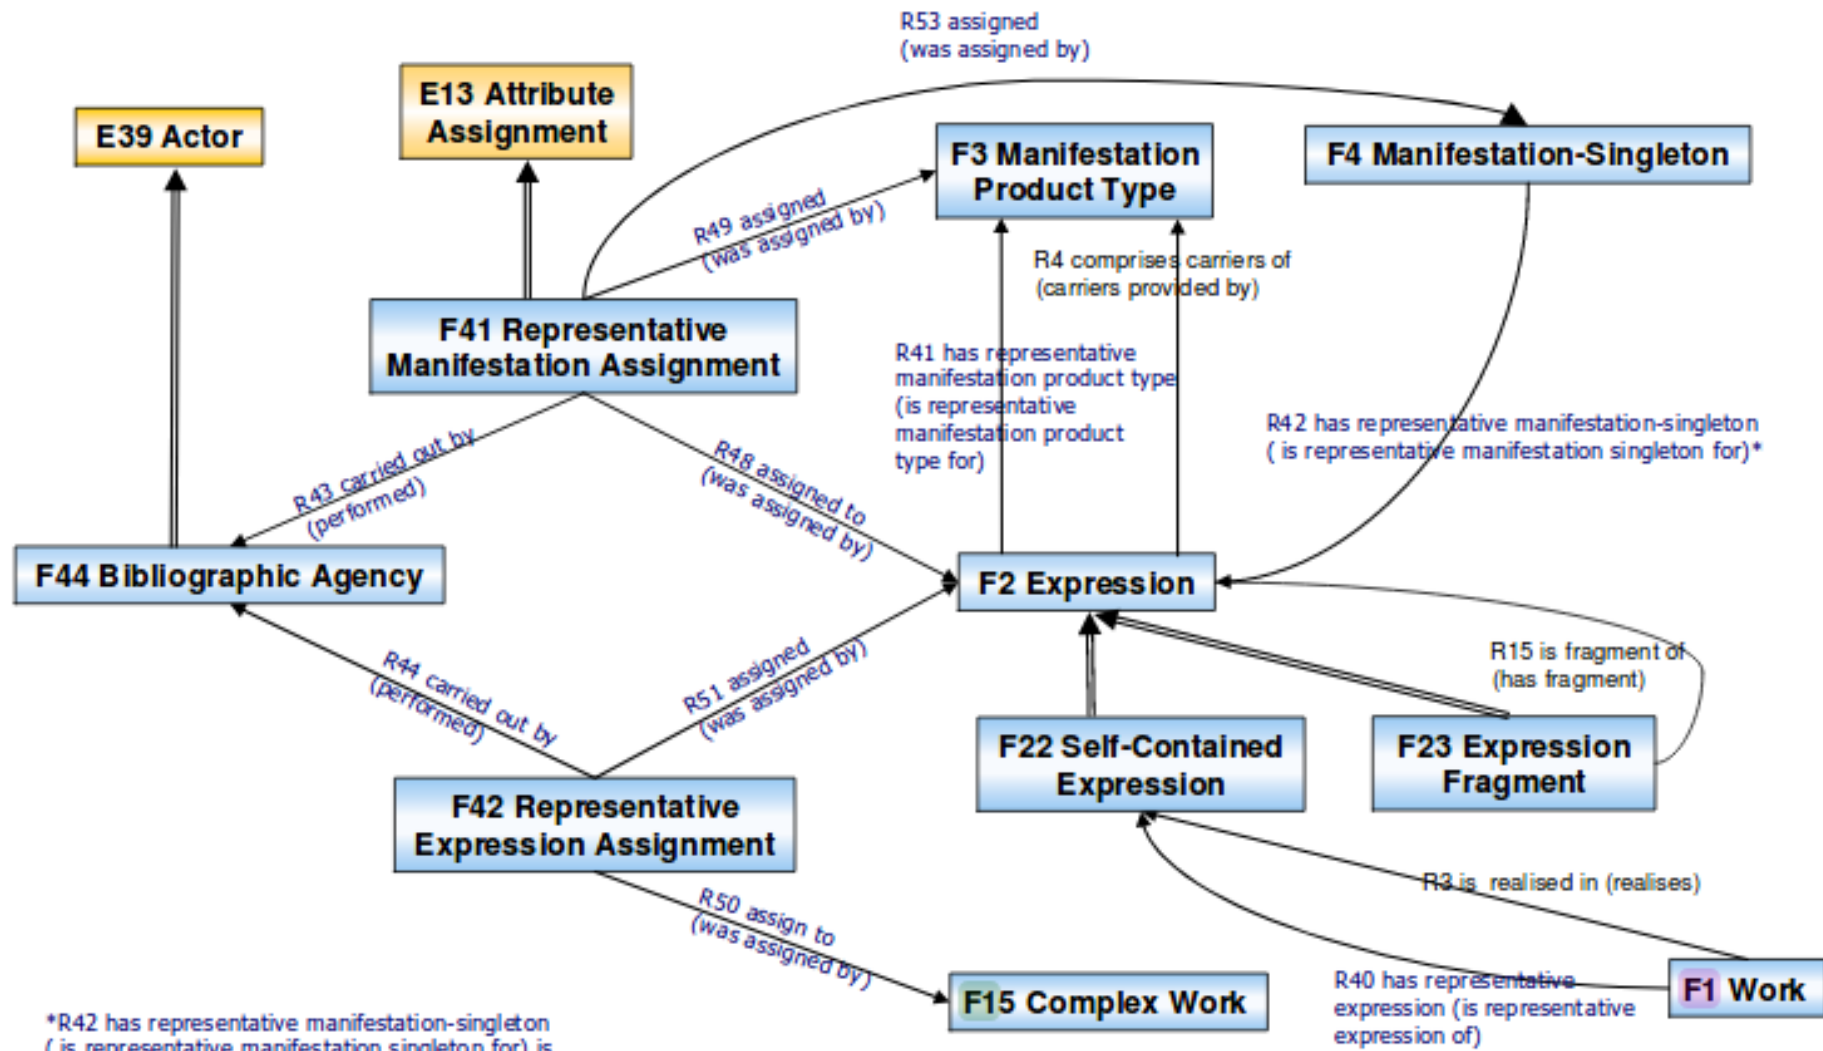 R53 assigned
(was assigned by)
E13 Attribute
Assignment
E39 Actor
F3 Manifestation
Product Type
F4 Manifestation-Singleton
R49 assigned
(was assigned by)
R4 comprises carriers of
(carriers provided by)
F41 Representative
Manifestation Assignment
R41 has representative
manifestation product type
(is representative
manifestation product
type for)
R42 has representative manifestation-singleton
( is representative manifestation singleton for)*
R43 carried out by
(performed)
R48 assigned to
(was assigned by)
F44 Bibliographic Agency
F2 Expression
R44 carried out by
(performed)
R51 assigned
(was assigned by)
R15 is fragment of
(has fragment)
F22 Self-Contained
Expression
F23 Expression
Fragment
F42 Representative
Expression Assignment
R3 is realised in (realises)
R50 assign to
(was assigned by)
F15 Complex Work
R40 has representative
expression (is representative
expression of)
F1 Work
*R42 has representative manifestation-singleton
( is representative manifestation singleton for) is